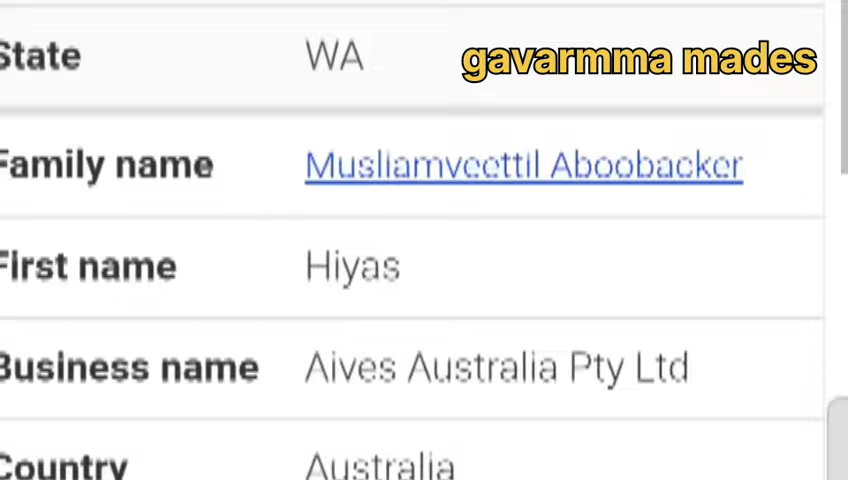 State WA
gavarmma mades
Family name Musliamveettil Aboobacker
First name Hiyas
Business name Aives Australia Pty Ltd
Country Australia